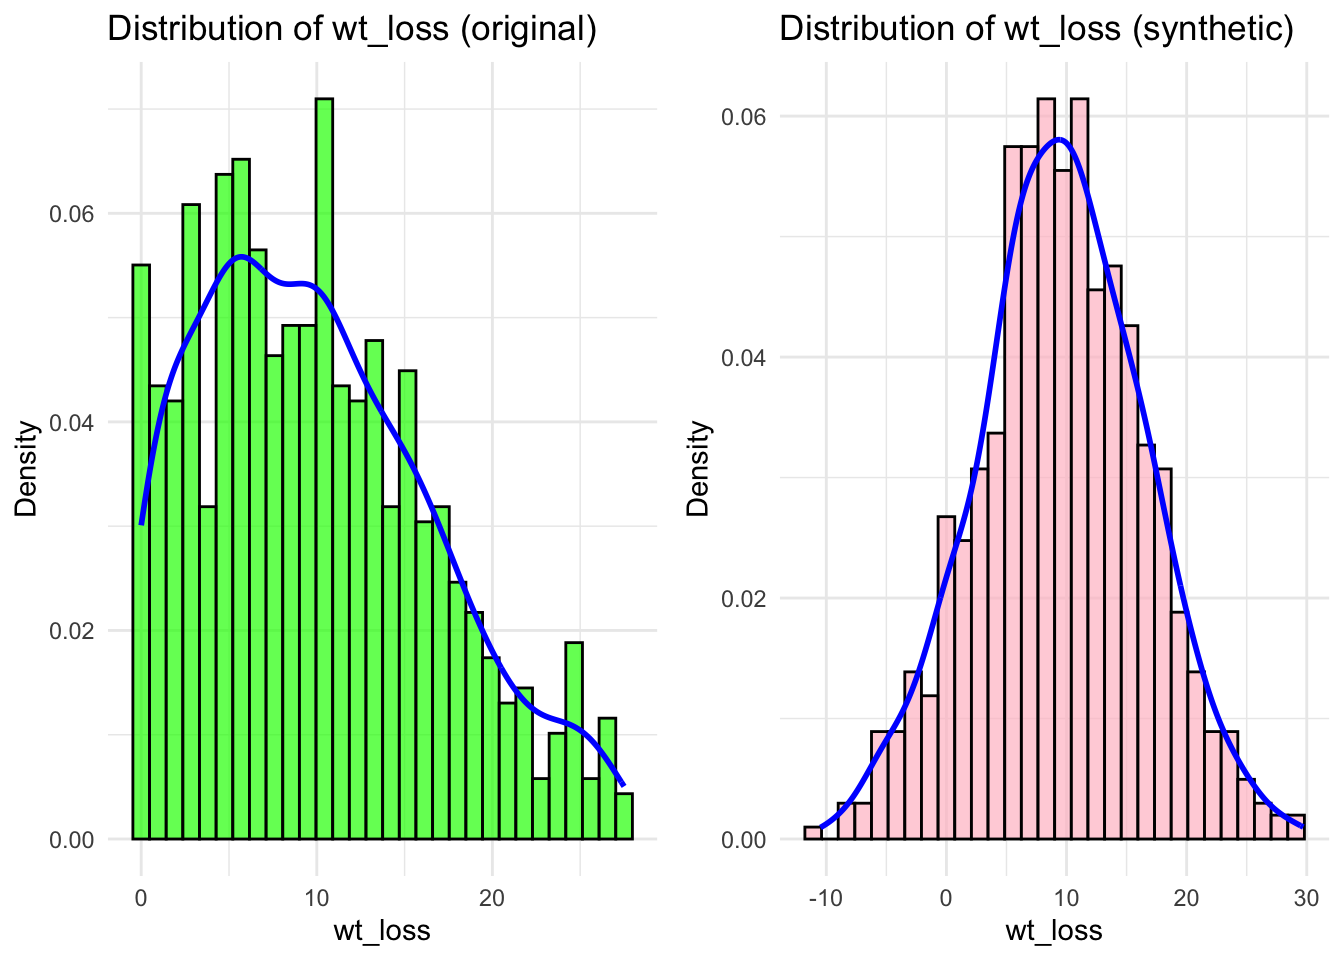 Distribution of wt_loss (original)
Density
0.06
0.04
0.02
0.00
0 10 20
wt_loss
Distribution of wt_loss (synthetic)
Density
0.06
0.04
0.02
0.00
-10 0 10 20 30
wt_loss